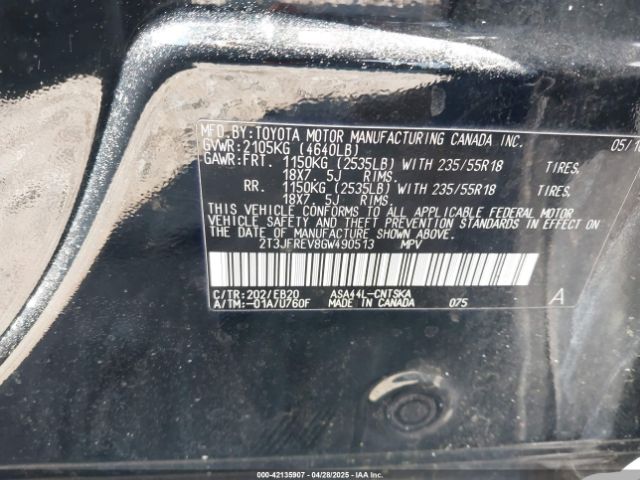 MFD.BY:TOYOTA MOTOR MANUFACTURING CANADA INC. 05/16
GVWR:2105KG (4640LB)
GAWR:FRT. 1150KG (2535LB) WITH 235/55R18 TIRES,
18X7. 5J RIMS.
RR. 1150KG (2535LB) WITH 235/55R18 TIRES,
18X7. 5J RIMS.
THIS VEHICLE CONFORMS TO ALL APPLICABLE FEDERAL MOTOR
VEHICLE SAFETY AND THEFT PREVENTION STANDARDS IN EFFECT ON
THE DATE OF MANUFACTURE SHOWN ABOVE.
2T3JFREV8GW490513 MPV
C/TR:202/EB20 ASA44L-CNTSKA A
A/TM:-01A/U760F MADE IN CANADA 075
000-42135907 - 04/28/2025 - IAAI.COM